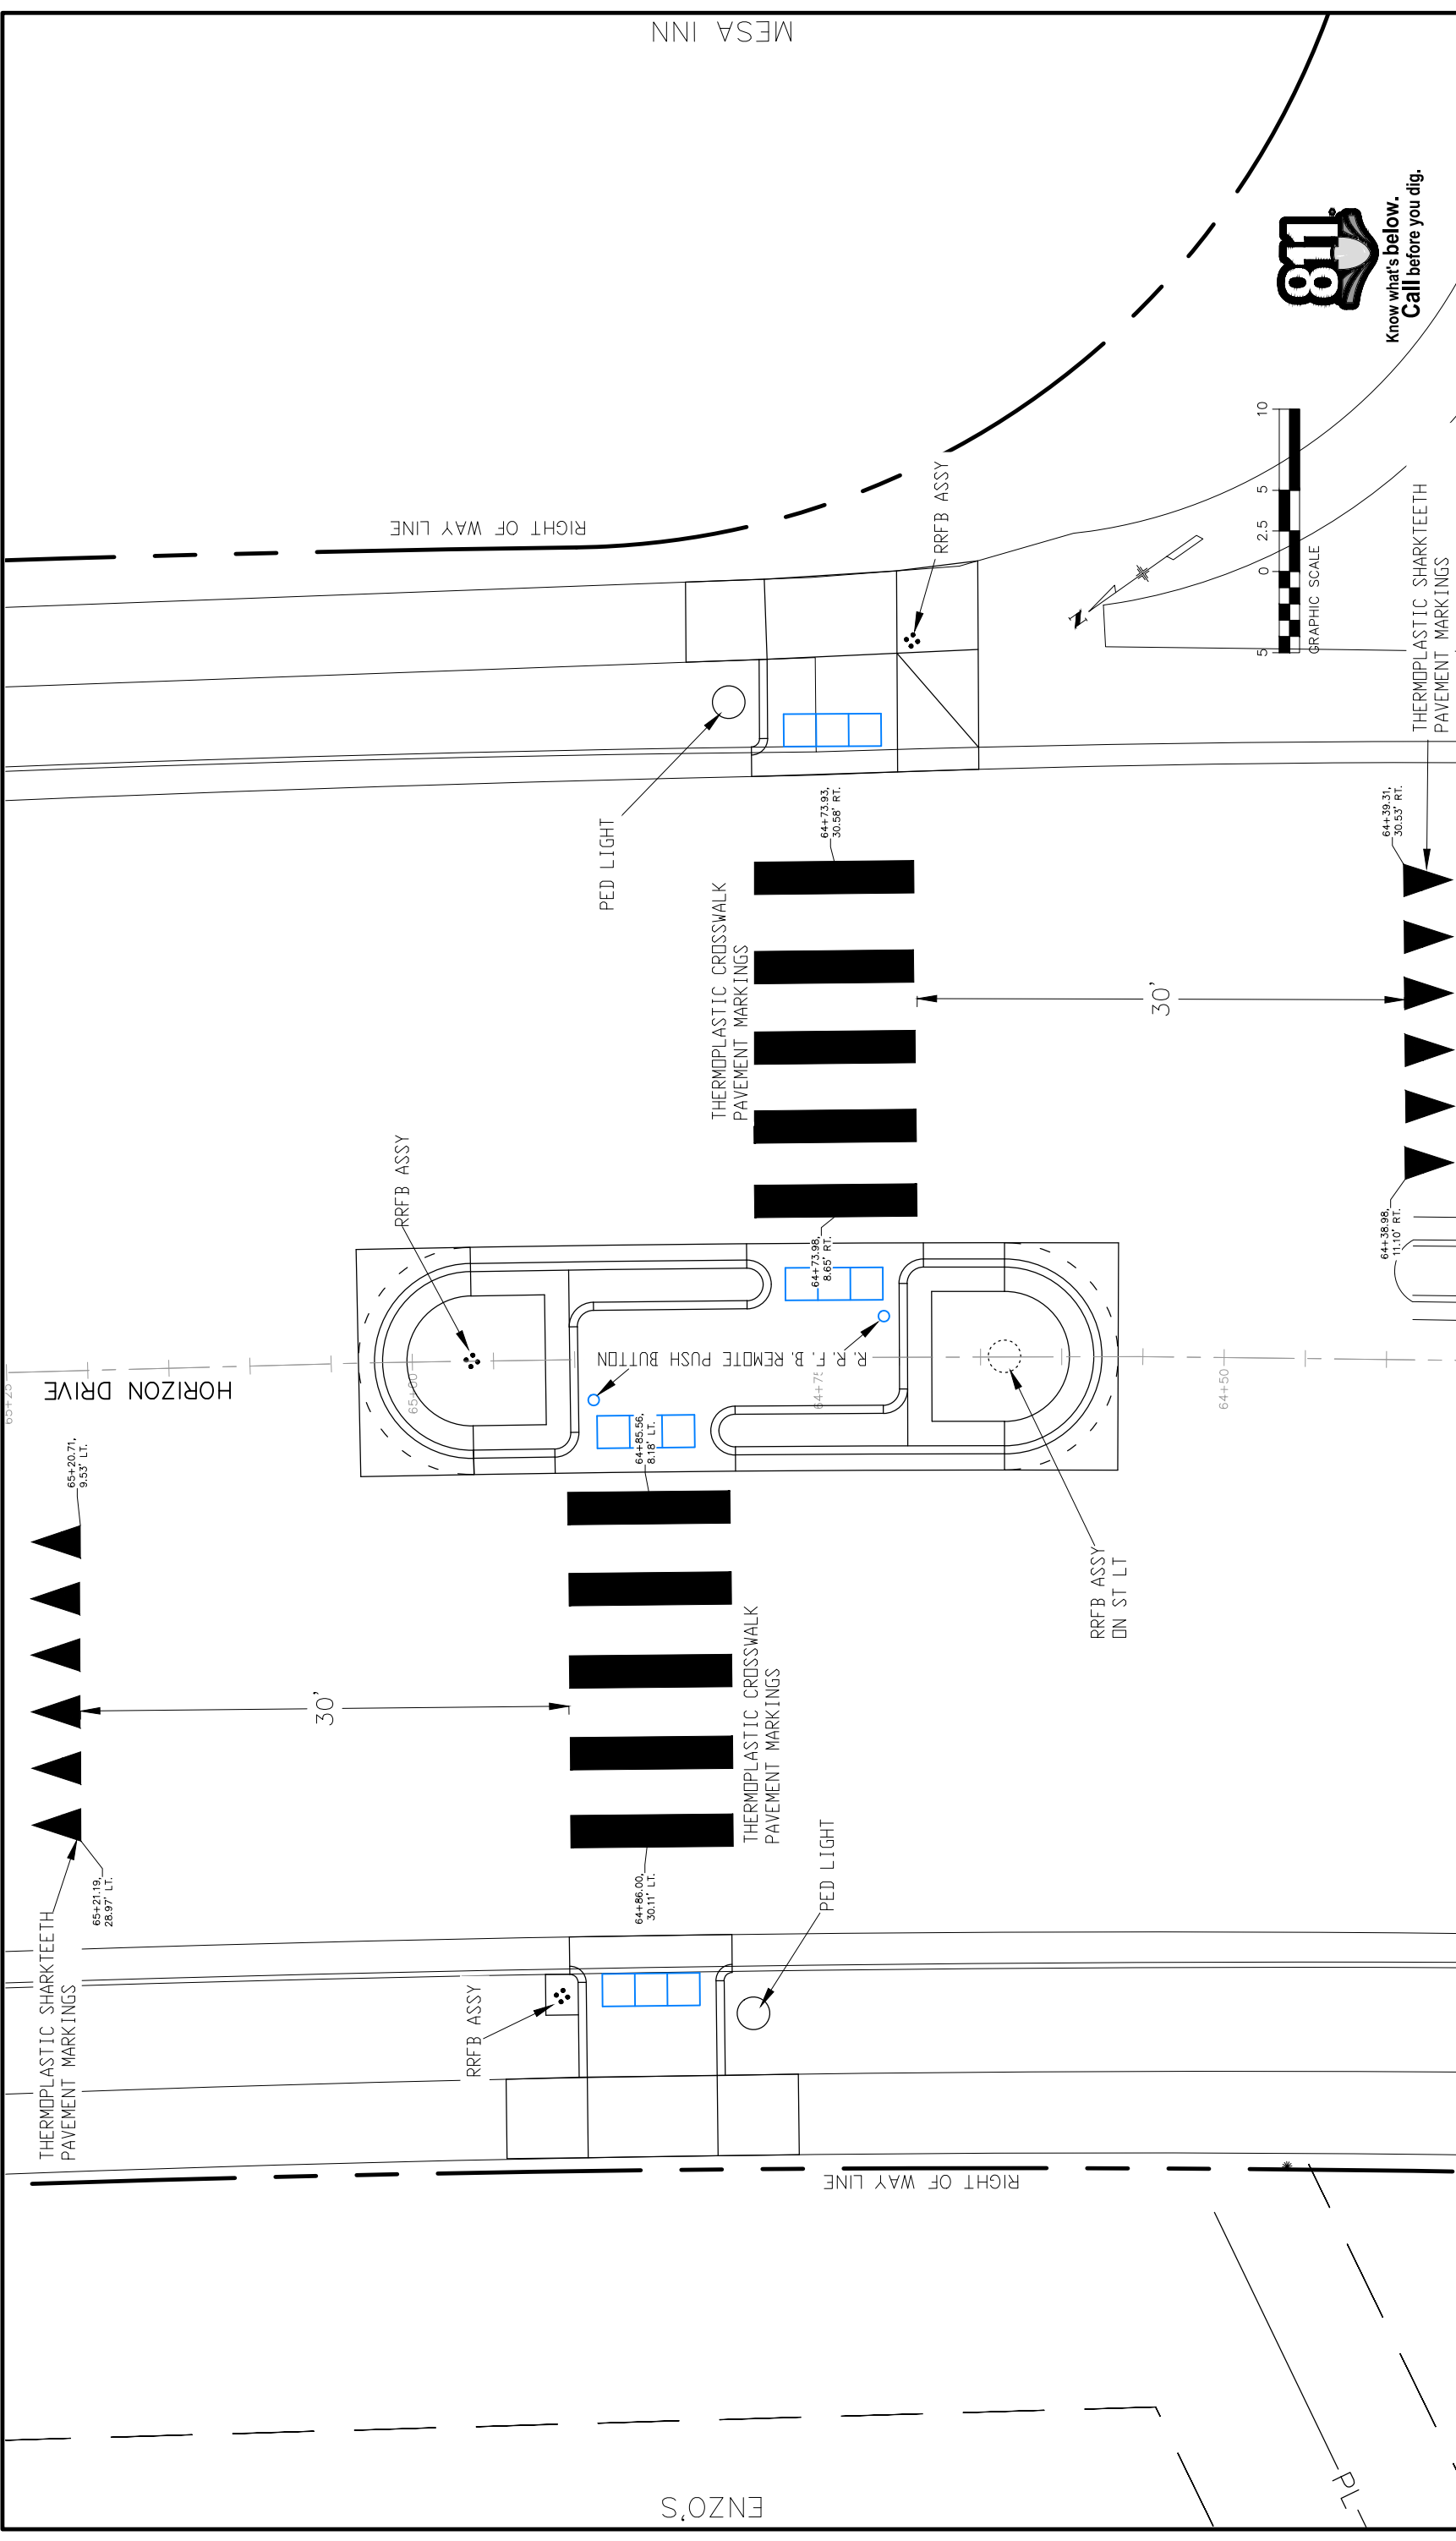 MESA INN
811
Know what's below.
Call before you dig.
RIGHT OF WAY LINE
RRFB ASSY
N
5 0 2.5 5 10
GRAPHIC SCALE
THERMOPLASTIC SHARKTEETH
PAVEMENT MARKINGS
PED LIGHT
64+73.93,
30.58' RT.
64+39.31,
30.53' RT.
THERMOPLASTIC CROSSWALK
PAVEMENT MARKINGS
30'
RRFB ASSY
64+73.98,
8.65' RT.
64+38.98,
11.10' RT.
R.R.F.B. REMOTE PUSH BUTTON
HORIZON DRIVE
65+25
65+00
64+75
64+50
65+20.71,
9.53' LT.
64+85.56,
8.18' LT.
RRFB ASSY
ON ST LT
30'
THERMOPLASTIC CROSSWALK
PAVEMENT MARKINGS
65+21.19,
28.97' LT.
64+86.00,
30.11' LT.
PED LIGHT
THERMOPLASTIC SHARKTEETH
PAVEMENT MARKINGS
RRFB ASSY
RIGHT OF WAY LINE
PL
ENZO'S